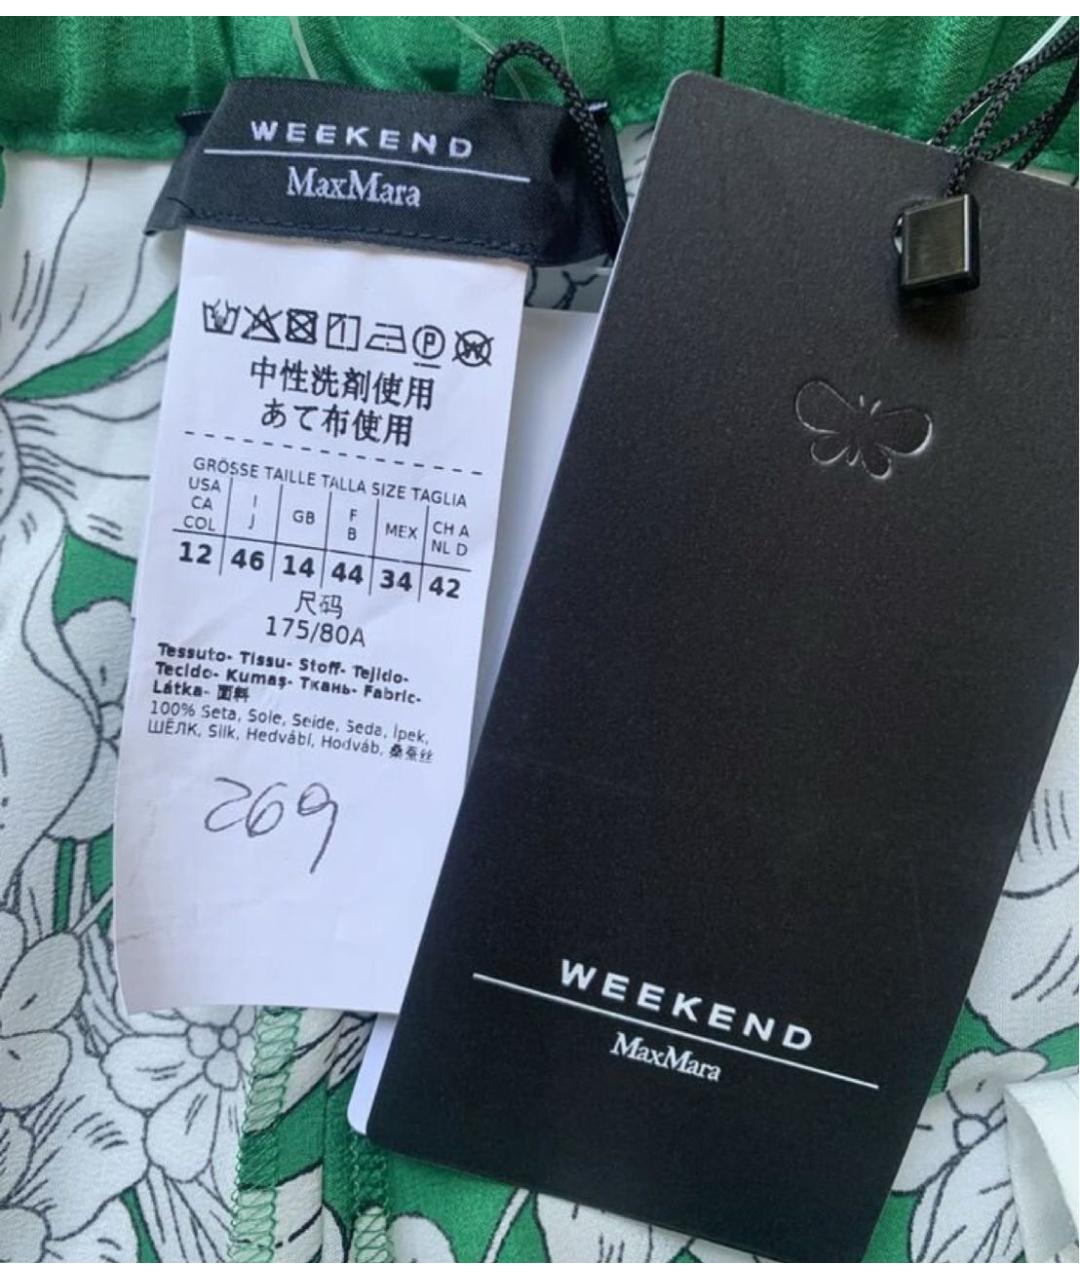 WEEKEND
MaxMara
P W
中性洗剤使用
あて布使用
GRÖSSE TAILLE TALLA SIZE TAGLIA
USA CA COL | I J | GB | F B | MEX | CH A NL D
12 | 46 | 14 | 44 | 34 | 42
尺码
175/80A
Tessuto- Tissu- Stoff- Tejido-
Tecido- Kumaş- Ткань- Fabric-
Látka- 面料
100% Seta, Soie, Seide, Seda, İpek,
ШЁЛК, Silk, Hedvábí, Hodváb, 桑蚕丝
269
WEEKEND
MaxMara